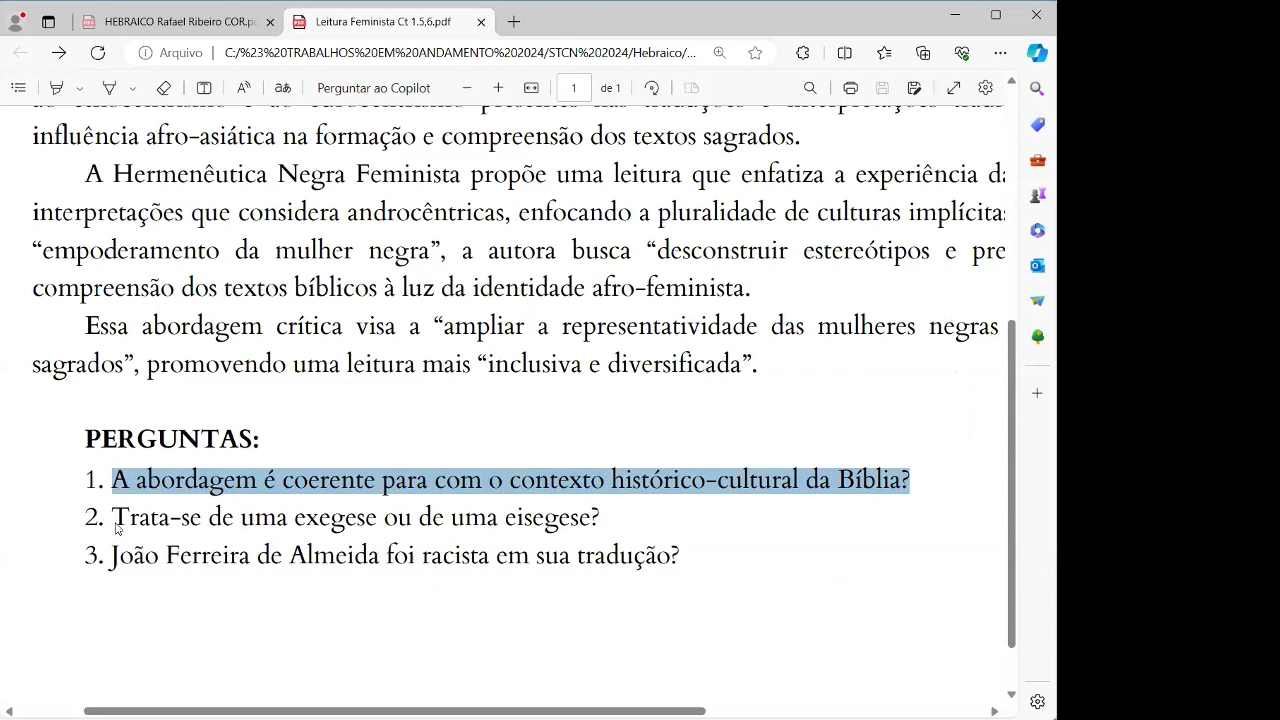 HEBRAICO Rafael Ribeiro COR.p
Leitura Feminista Ct 1.5,6.pdf
Arquivo
C:/%23%20TRABALHOS%20EM%20ANDAMENTO%202024/STCN%202024/Hebraico/...
Perguntar ao Copilot
1 de 1
influência afro-asiática na formação e compreensão dos textos sagrados.
A Hermenêutica Negra Feminista propõe uma leitura que enfatiza a experiência d
interpretações que considera androcêntricas, enfocando a pluralidade de culturas implícita
“empoderamento da mulher negra”, a autora busca “desconstruir estereótipos e pre
compreensão dos textos bíblicos à luz da identidade afro-feminista.
Essa abordagem crítica visa a “ampliar a representatividade das mulheres negras
sagrados”, promovendo uma leitura mais “inclusiva e diversificada”.
PERGUNTAS:
1. A abordagem é coerente para com o contexto histórico-cultural da Bíblia?
2. Trata-se de uma exegese ou de uma eisegese?
3. João Ferreira de Almeida foi racista em sua tradução?